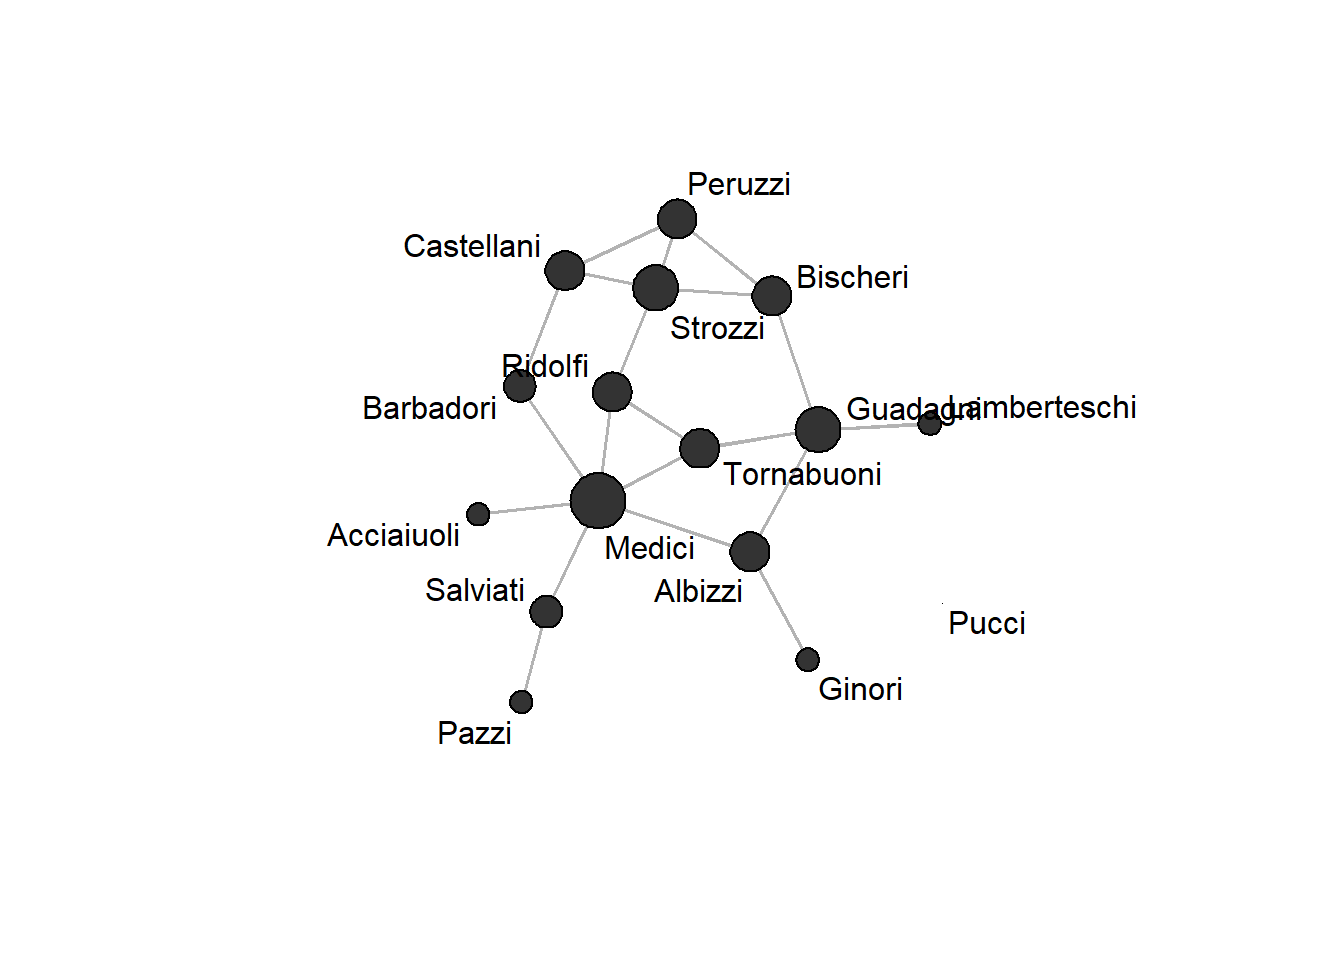 Peruzzi
Castellani
Bischeri
Strozzi
Ridolfi
Barbadori
Guadagni
Lamberteschi
Tornabuoni
Acciaiuoli
Medici
Salviati
Albizzi
Pucci
Ginori
Pazzi